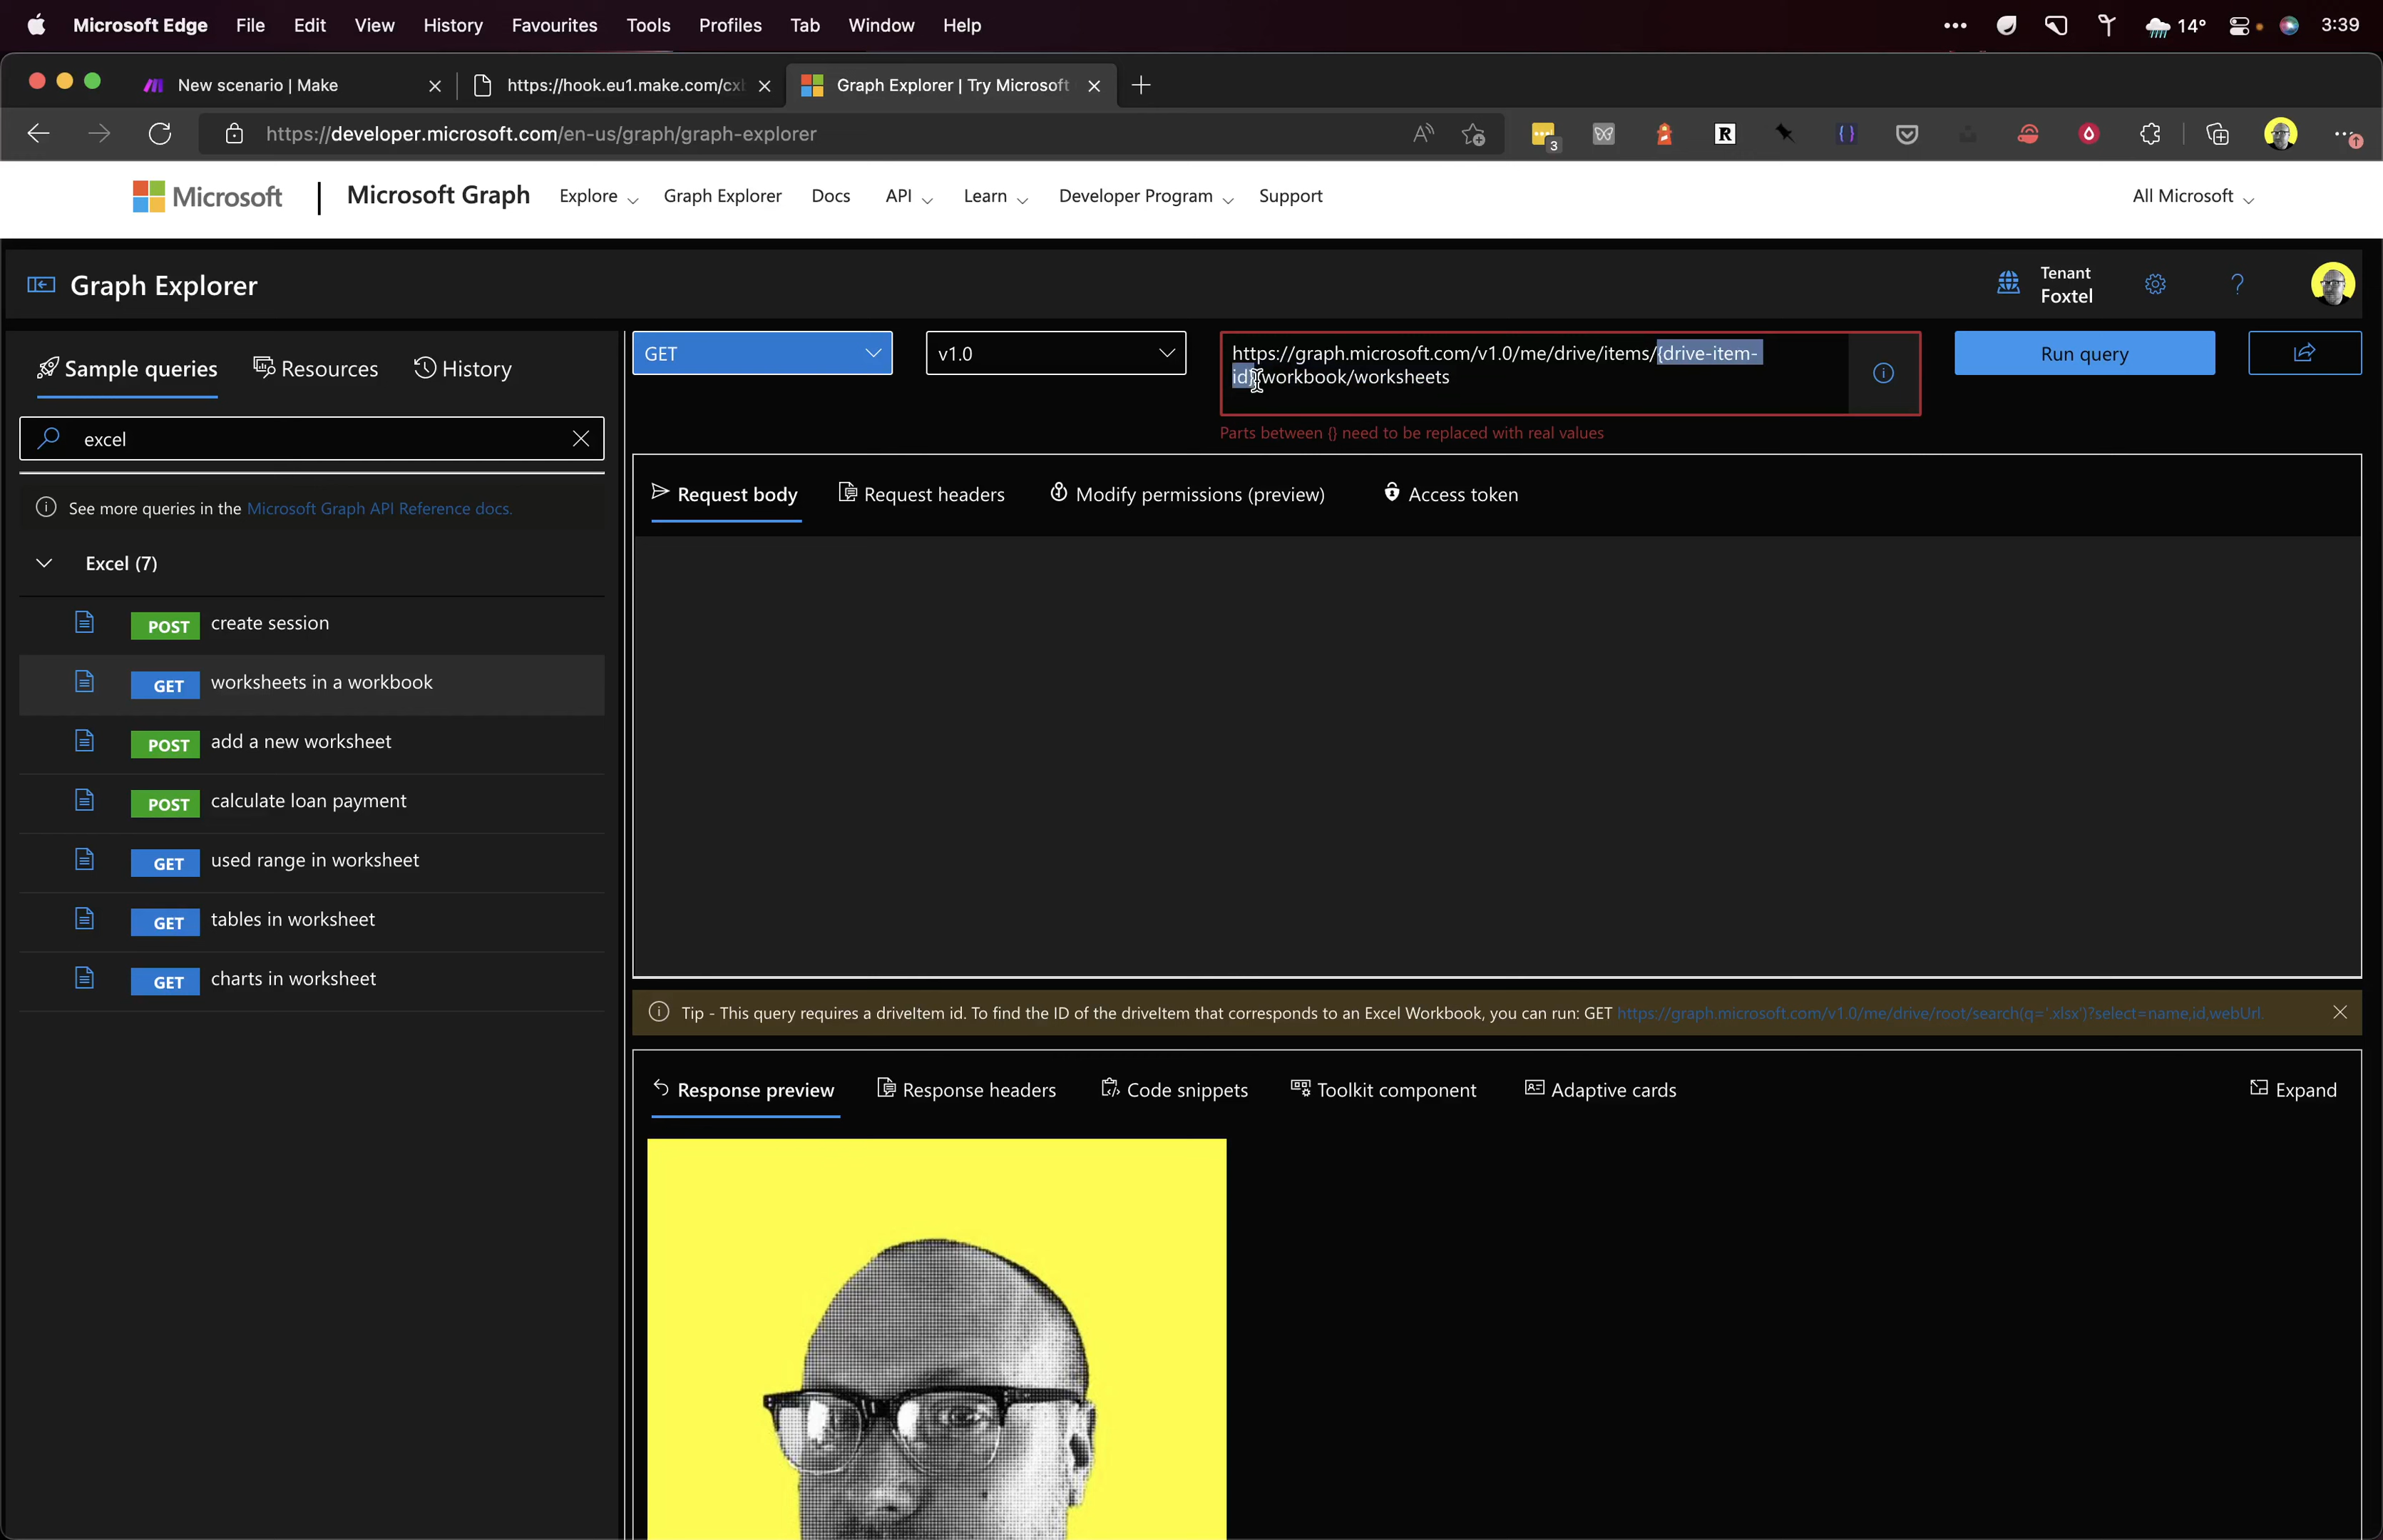 Microsoft Edge File Edit View History Favourites Tools Profiles Tab Window Help 14° 3:39
New scenario | Make
https://hook.eu1.make.com/cxb
Graph Explorer | Try Microsoft
https://developer.microsoft.com/en-us/graph/graph-explorer
3
Microsoft | Microsoft Graph Explore Graph Explorer Docs API Learn Developer Program Support All Microsoft
Graph Explorer
Tenant
Foxtel
Sample queries Resources History
excel
See more queries in the Microsoft Graph API Reference docs.
Excel (7)
POST create session
GET worksheets in a workbook
POST add a new worksheet
POST calculate loan payment
GET used range in worksheet
GET tables in worksheet
GET charts in worksheet
GET
v1.0
https://graph.microsoft.com/v1.0/me/drive/items/{drive-item-
id}/workbook/worksheets
Run query
Parts between {} need to be replaced with real values
Request body Request headers Modify permissions (preview) Access token
Tip - This query requires a driveItem id. To find the ID of the driveItem that corresponds to an Excel Workbook, you can run: GET https://graph.microsoft.com/v1.0/me/drive/root/search(q='.xlsx')?select=name,id,webUrl.
Response preview Response headers Code snippets Toolkit component Adaptive cards Expand